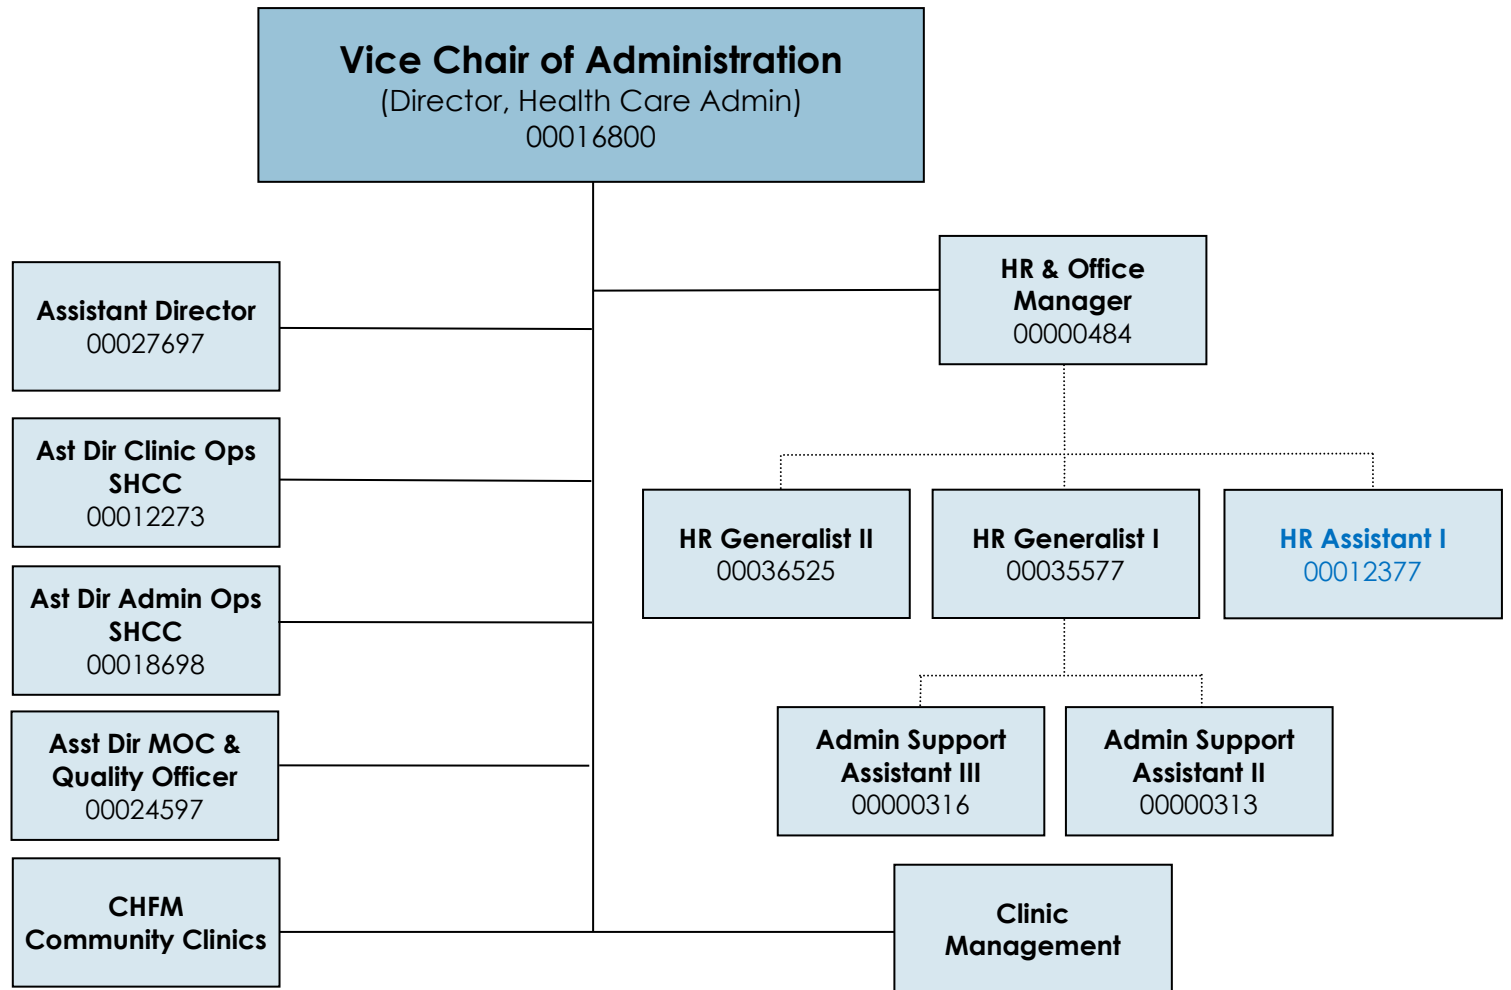 Vice Chair of Administration
(Director, Health Care Admin)
00016800
HR & Office
Manager
00000484
Assistant Director
00027697
Ast Dir Clinic Ops
SHCC
00012273
HR Generalist II
00036525
HR Generalist I
00035577
HR Assistant I
00012377
Ast Dir Admin Ops
SHCC
00018698
Asst Dir MOC &
Quality Officer
00024597
Admin Support
Assistant III
00000316
Admin Support
Assistant II
00000313
CHFM
Community Clinics
Clinic
Management